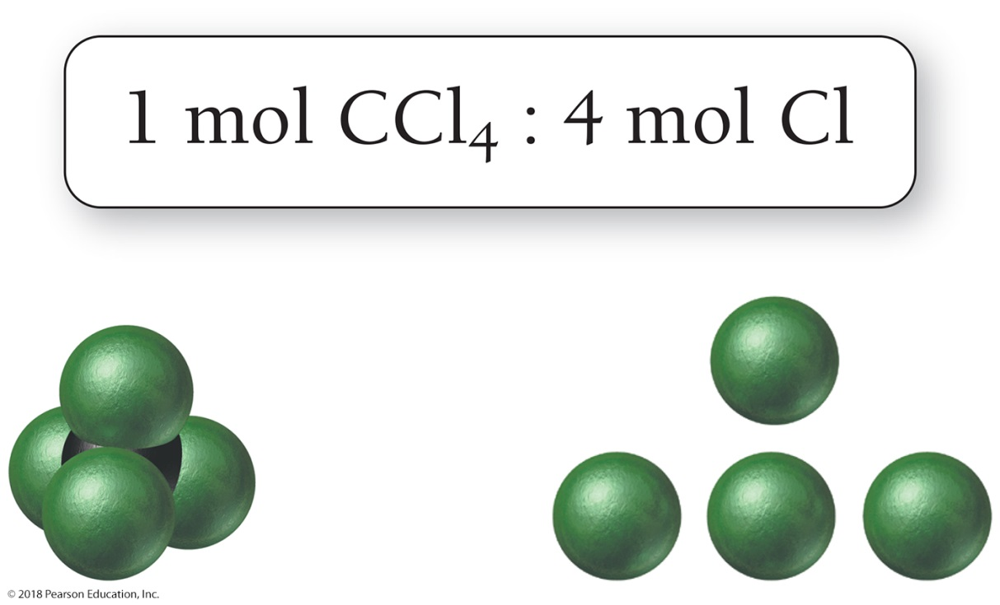 1 mol CCl₄ : 4 mol Cl
© 2018 Pearson Education, Inc.